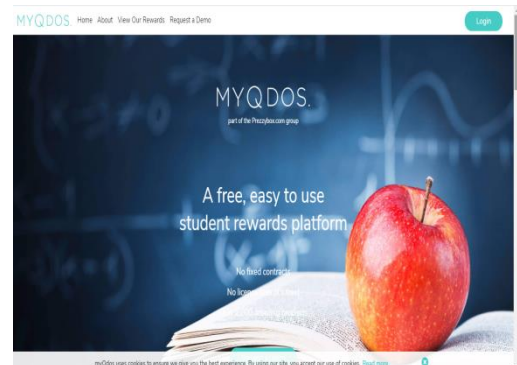 MYQDOS Home About View Our Rewards Request a Demo Login
MYQDOS.
part of the Prezzybox.com group
A free, easy to use
student rewards platform
No fixed contracts
No licen
myQdos uses cookies to ensure we give you the best experience. By using our site, you accept our use of cookies. Read more